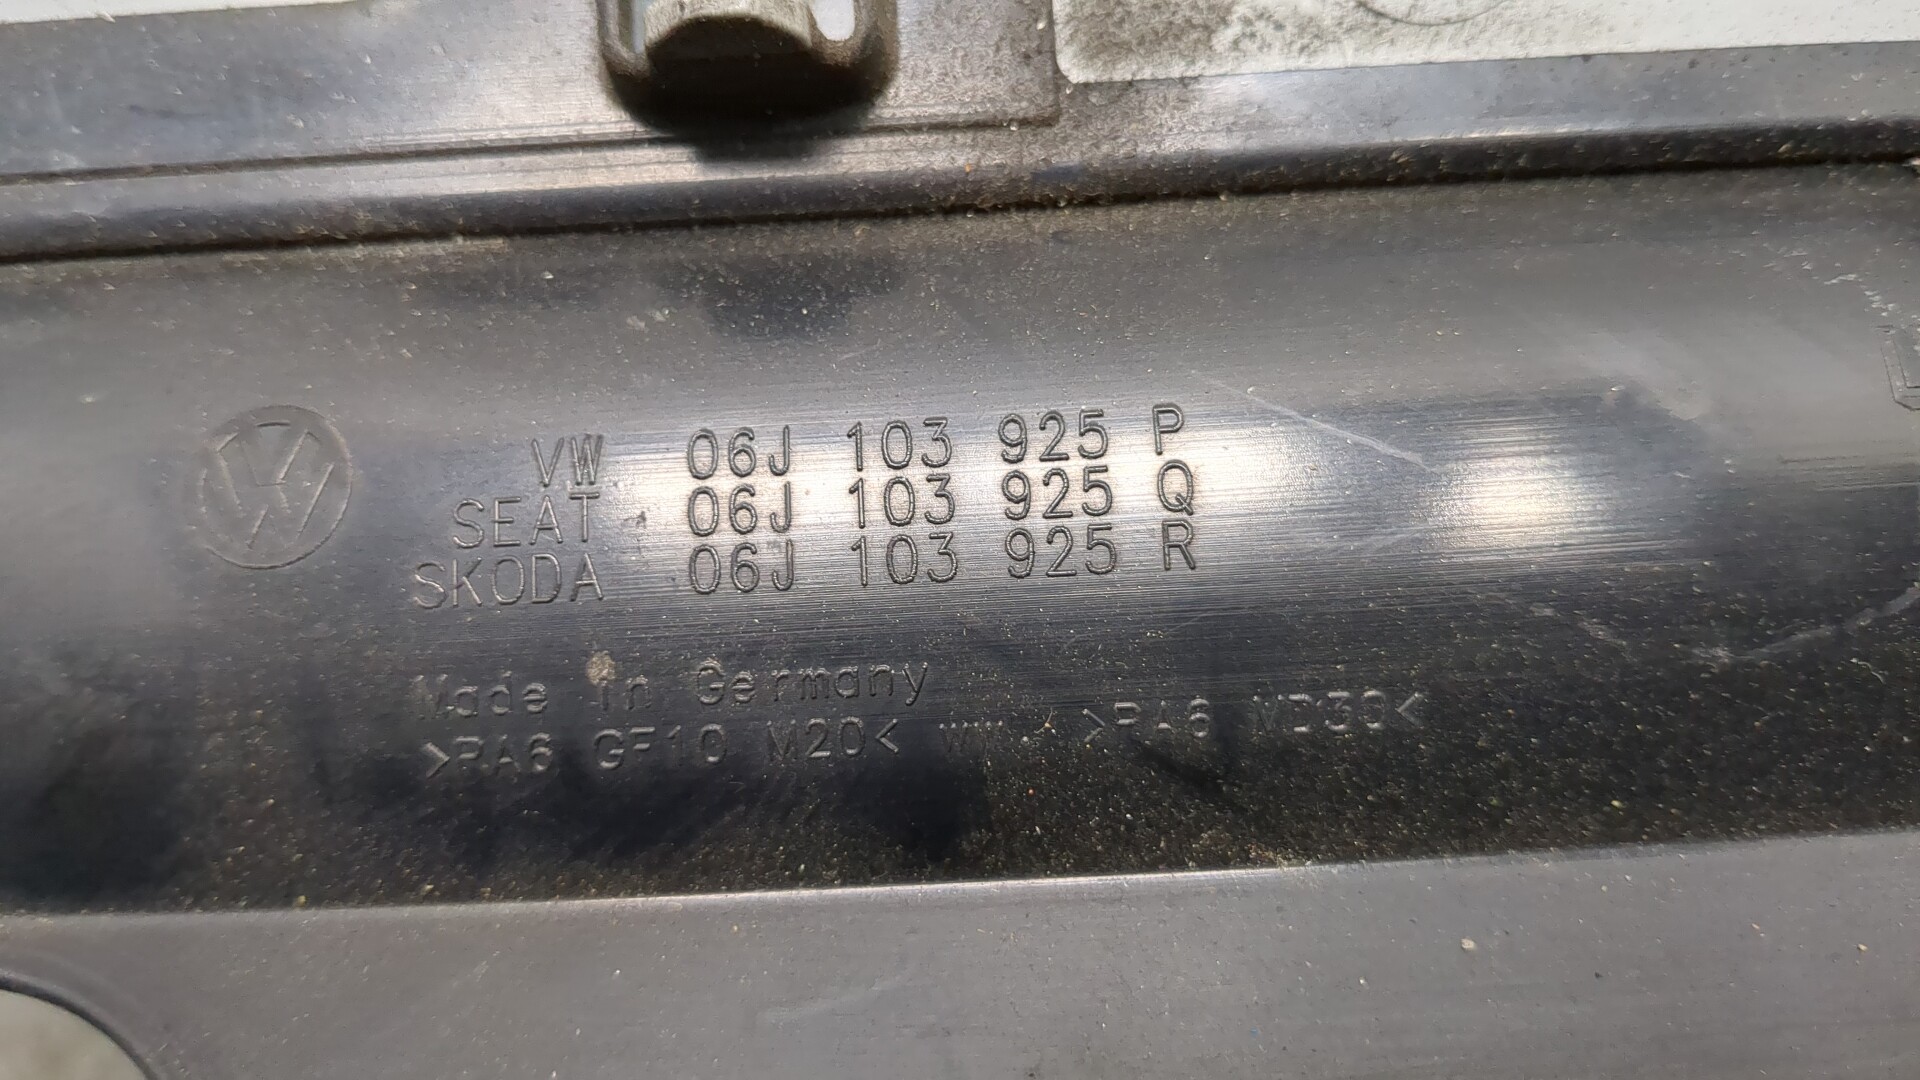 VW 06J 103 925 P
SEAT 06J 103 925 Q
SKODA 06J 103 925 R
Made in Germany
>PA6 GF10 M20< >PA6 MD30<